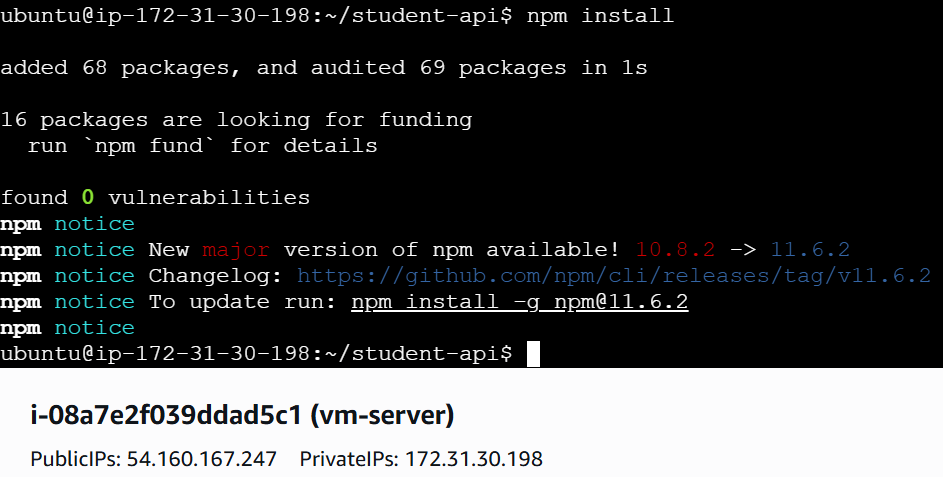 ubuntu@ip-172-31-30-198:~/student-api$ npm install
added 68 packages, and audited 69 packages in 1s
16 packages are looking for funding
run `npm fund` for details
found 0 vulnerabilities
npm notice
npm notice New major version of npm available! 10.8.2 -> 11.6.2
npm notice Changelog: https://github.com/npm/cli/releases/tag/v11.6.2
npm notice To update run: npm install -g npm@11.6.2
npm notice
ubuntu@ip-172-31-30-198:~/student-api$
i-08a7e2f039ddad5c1 (vm-server)
PublicIPs: 54.160.167.247 PrivateIPs: 172.31.30.198